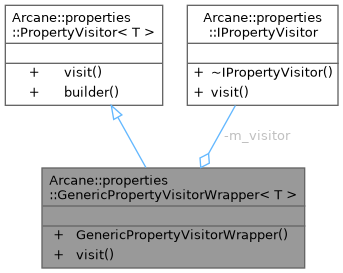 Arcane::properties
::PropertyVisitor< T >
+ visit()
+ builder()
Arcane::properties
::IPropertyVisitor
+ ~IPropertyVisitor()
+ visit()
-m_visitor
Arcane::properties
::GenericPropertyVisitorWrapper< T >
+ GenericPropertyVisitorWrapper()
+ visit()